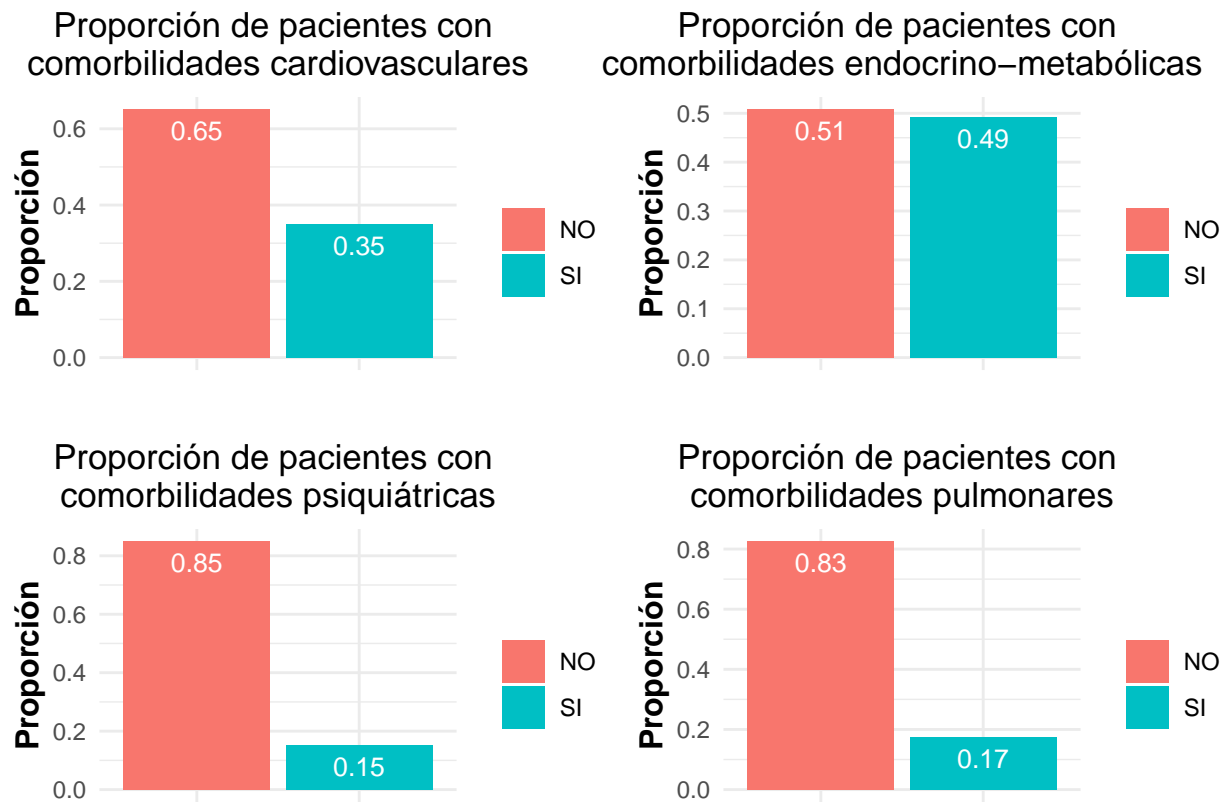 Proporción de pacientes con
comorbilidades cardiovasculares
Proporción
0.6
0.4
0.2
0.0
0.65
0.35
NO
SI
Proporción de pacientes con
comorbilidades endocrino−metabólicas
Proporción
0.5
0.4
0.3
0.2
0.1
0.0
0.51
0.49
NO
SI
Proporción de pacientes con
comorbilidades psiquiátricas
Proporción
0.8
0.6
0.4
0.2
0.0
0.85
0.15
NO
SI
Proporción de pacientes con
comorbilidades pulmonares
Proporción
0.8
0.6
0.4
0.2
0.0
0.83
0.17
NO
SI